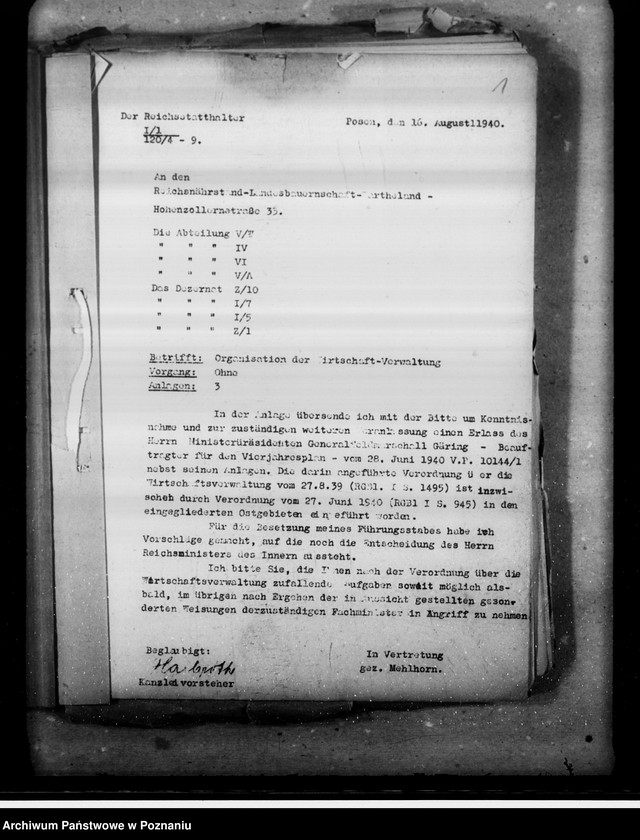 1
Der Reichsstatthalter
Posen, den 16. August 1940.
I/1
120/4 - 9.
An den
Reichsnährstand-Landesbauernschaft-Wartheland -
Hohenzollernstraße 35.
Die Abteilung V/W
" " " IV
" " " VI
" " " V/A
Das Dezernat Z/10
" " " I/7
" " " I/5
" " " Z/1
Betrifft: Organisation der Wirtschaft-Verwaltung
Vorgang: Ohne
Anlagen: 3
In der Anlage übersende ich mit der Bitte um Kenntnis-
nahme und zur zuständigen weiteren Veranlassung einen Erlass des
Herrn Ministerpräsidenten Generalfeldmarschall Göring - Beauf-
tragter für den Vierjahresplan - vom 28. Juni 1940 V.P. 10144/1
nebst seinen Anlagen. Die darin angeführte Verordnung über die
Wirtschaftsverwaltung vom 27.8.39 (RGBl. I S. 1495) ist inzwi-
scheh durch Verordnung vom 27. Juni 1940 (RGBl I S. 945) in den
eingegliederten Ostgebieten eingeführt worden.
Für die Besetzung meines Führungsstabes habe ich
Vorschläge gemacht, auf die noch die Entscheidung des Herrn
Reichsministers des Innern aussteht.
Ich bitte Sie, die Ihnen nach der Verordnung über die
Wirtschaftsverwaltung zufallende Aufgaben soweit möglich als-
bald, im übrigen nach Ergehen der in Aussicht gestellten geson-
derten Weisungen derzuständigen Fachminister in Angriff zu nehmen
Beglaubigt:
In Vertretung
gez. Mehlhorn.
Kanzleivorsteher
Archiwum Państwowe w Poznaniu